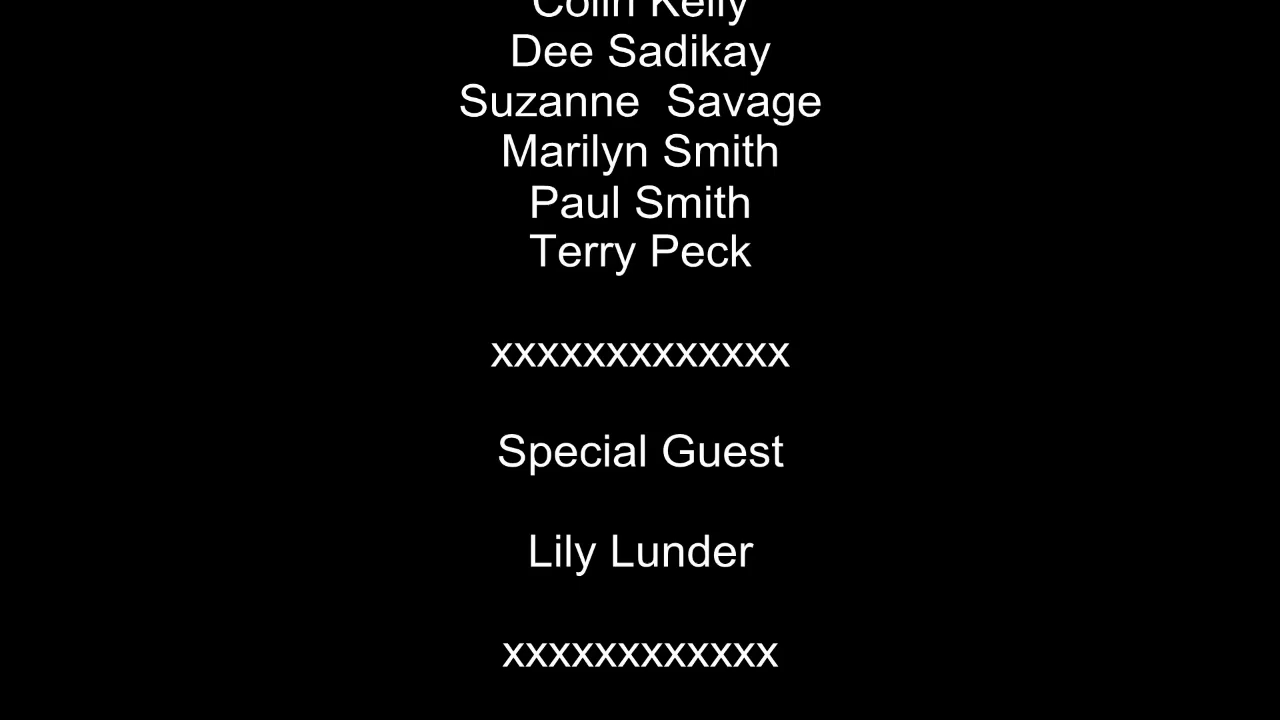 Colin Kelly
Dee Sadikay
Suzanne  Savage
Marilyn Smith
Paul Smith
Terry Peck
xxxxxxxxxxxxx
Special Guest
Lily Lunder
xxxxxxxxxxxx